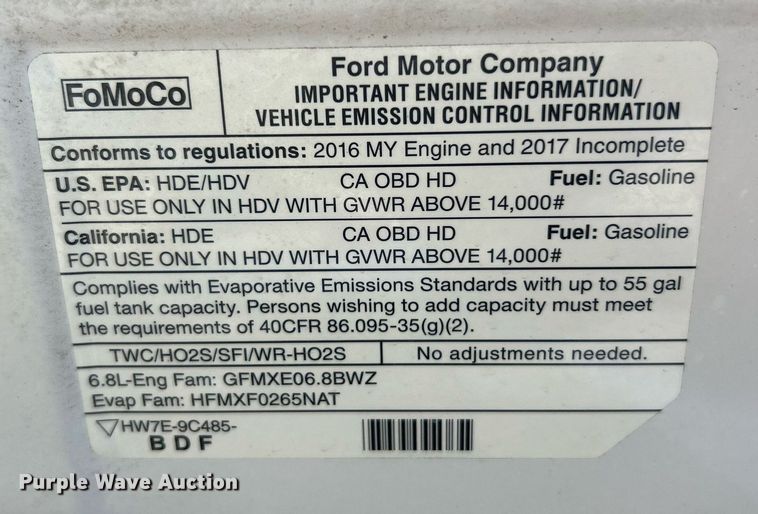 FoMoCo
Ford Motor Company
IMPORTANT ENGINE INFORMATION/
VEHICLE EMISSION CONTROL INFORMATION
Conforms to regulations: 2016 MY Engine and 2017 Incomplete
U.S. EPA: HDE/HDV CA OBD HD Fuel: Gasoline
FOR USE ONLY IN HDV WITH GVWR ABOVE 14,000#
California: HDE CA OBD HD Fuel: Gasoline
FOR USE ONLY IN HDV WITH GVWR ABOVE 14,000#
Complies with Evaporative Emissions Standards with up to 55 gal
fuel tank capacity. Persons wishing to add capacity must meet
the requirements of 40CFR 86.095-35(g)(2).
TWC/HO2S/SFI/WR-HO2S No adjustments needed.
6.8L-Eng Fam: GFMXE06.8BWZ
Evap Fam: HFMXF0265NAT
HW7E-9C485-
B D F
Purple Wave Auction